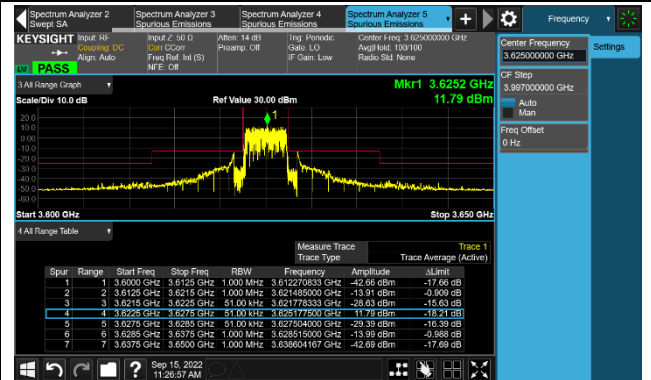 Spectrum Analyzer 2
Swept SA
Spectrum Analyzer 3
Spurious Emissions
Spectrum Analyzer 4
Spurious Emissions
Spectrum Analyzer 5
Spurious Emissions
Frequency
KEYSIGHT Input: RF
Coupling: DC
Align: Auto
Input Z: 50 Ω
Corr CCorr
Freq Ref: Int (S)
NFE: Off
Atten: 14 dB
Preamp: Off
Trig: Periodic
Gate: LO
IF Gain: Low
Center Freq: 3.625000000 GHz
Avg|Hold: 100/100
Radio Std: None
PASS
Center Frequency
3.625000000 GHz
Settings
CF Step
3.997000000 GHz
Auto
Man
Freq Offset
0 Hz
3 All Range Graph
Mkr1 3.6252 GHz
Scale/Div 10.0 dB
Ref Value 30.00 dBm
11.79 dBm
1
20.0
10.0
0.00
-10.0
-20.0
-30.0
-40.0
-50.0
-60.0
Start 3.600 GHz
Stop 3.650 GHz
4 All Range Table
Measure Trace Trace 1
Trace Type Trace Average (Active)
Spur Range Start Freq Stop Freq RBW Frequency Amplitude ΔLimit
1 1 3.6000 GHz 3.6125 GHz 1.000 MHz 3.612270833 GHz -42.66 dBm -17.66 dB
2 2 3.6125 GHz 3.6215 GHz 1.000 MHz 3.621485000 GHz -13.91 dBm -0.909 dB
3 3 3.6215 GHz 3.6225 GHz 51.00 kHz 3.621778333 GHz -28.63 dBm -15.63 dB
4 4 3.6225 GHz 3.6275 GHz 51.00 kHz 3.625177500 GHz 11.79 dBm -18.21 dB
5 5 3.6275 GHz 3.6285 GHz 51.00 kHz 3.627504000 GHz -29.39 dBm -16.39 dB
6 6 3.6285 GHz 3.6375 GHz 1.000 MHz 3.628515000 GHz -13.99 dBm -0.988 dB
7 7 3.6375 GHz 3.6500 GHz 1.000 MHz 3.638604167 GHz -42.69 dBm -17.69 dB
Sep 15, 2022
11:26:57 AM